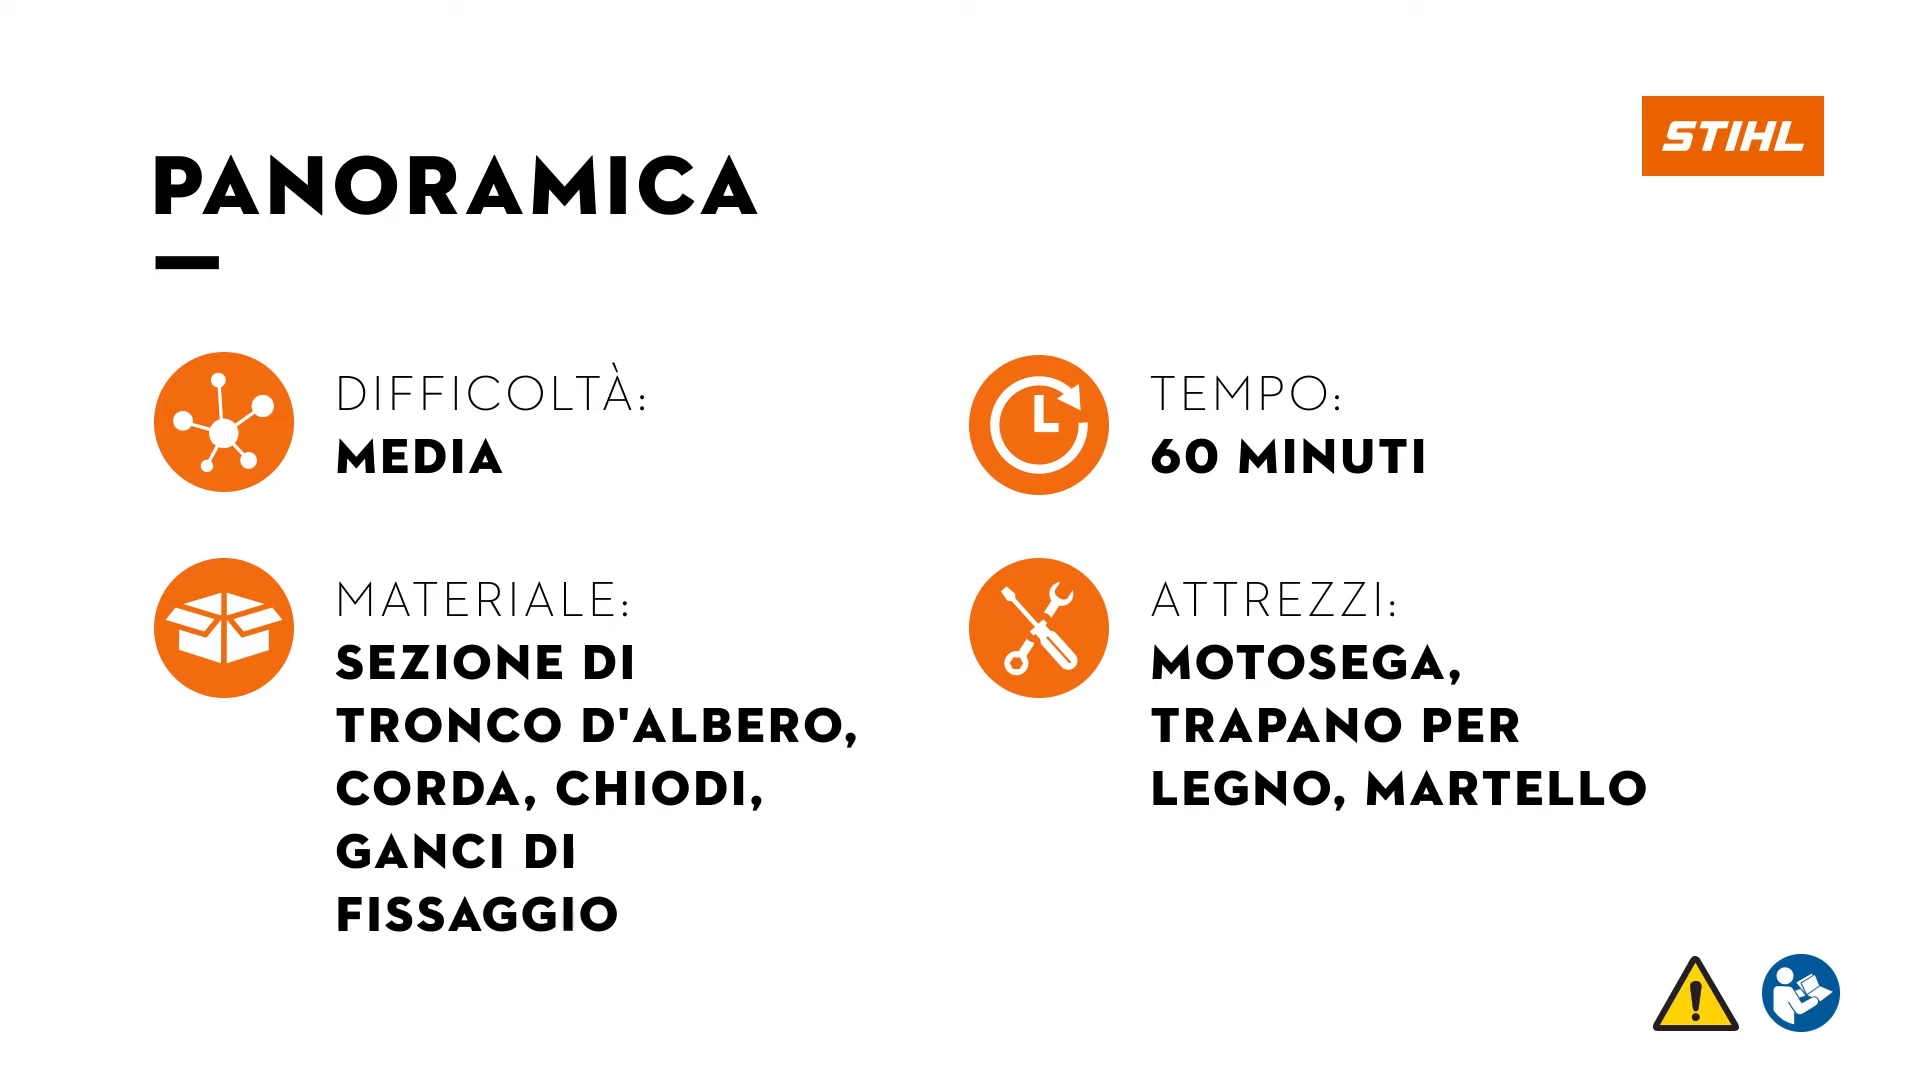 STIHL
PANORAMICA
DIFFICOLTÀ:
MEDIA
TEMPO:
60 MINUTI
MATERIALE:
SEZIONE DI
TRONCO D'ALBERO,
CORDA, CHIODI,
GANCI DI
FISSAGGIO
ATTREZZI:
MOTOSEGA,
TRAPANO PER
LEGNO, MARTELLO